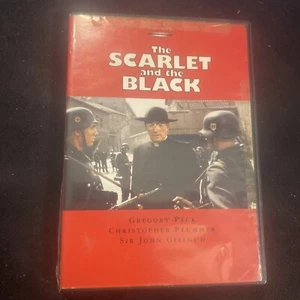 The
SCARLET
and the
BLACK
GREGORY PECK
CHRISTOPHER PLUMMER
SIR JOHN GIELGUD